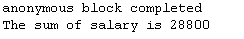 anonymous block completed
The sum of salary is 28800